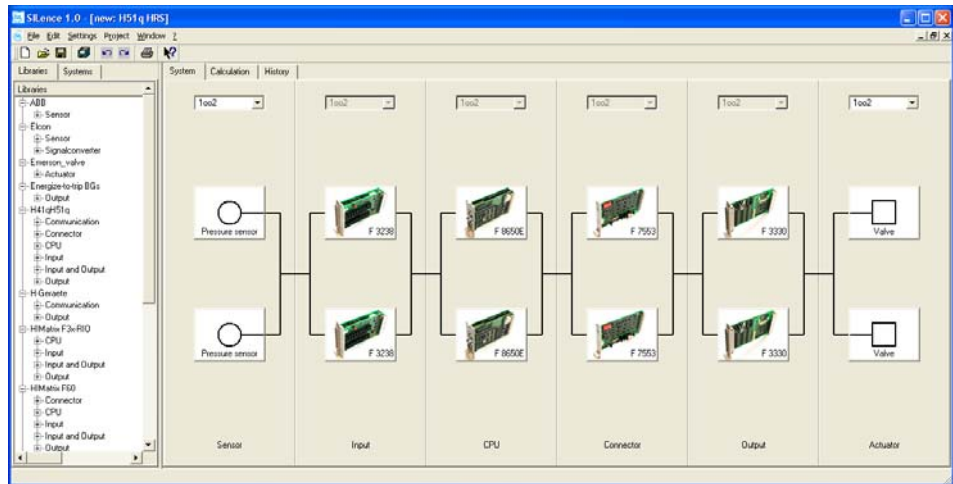 SILence 1.0 - [new: H51q HRS]
File Edit Settings Project Window ?
Libraries Systems
System Calculation History
Libraries
ABB
Sensor
Elcon
Sensor
Signalconverter
Emerson_valve
Actuator
Energize-to-trip BGs
Output
H41qH51q
Communication
Connector
CPU
Input
Input and Output
Output
H Geraete
Communication
Output
HIMatrix F3xRIO
CPU
Input
Input and Output
Output
HIMatrix F60
Connector
CPU
Input
Input and Output
Output
1oo2 1oo2 1oo2 1oo2 1oo2 1oo2
Pressure sensor F 3238 F 8650E F 7553 F 3330 Valve
Pressure sensor F 3238 F 8650E F 7553 F 3330 Valve
Sensor Input CPU Connector Output Actuator